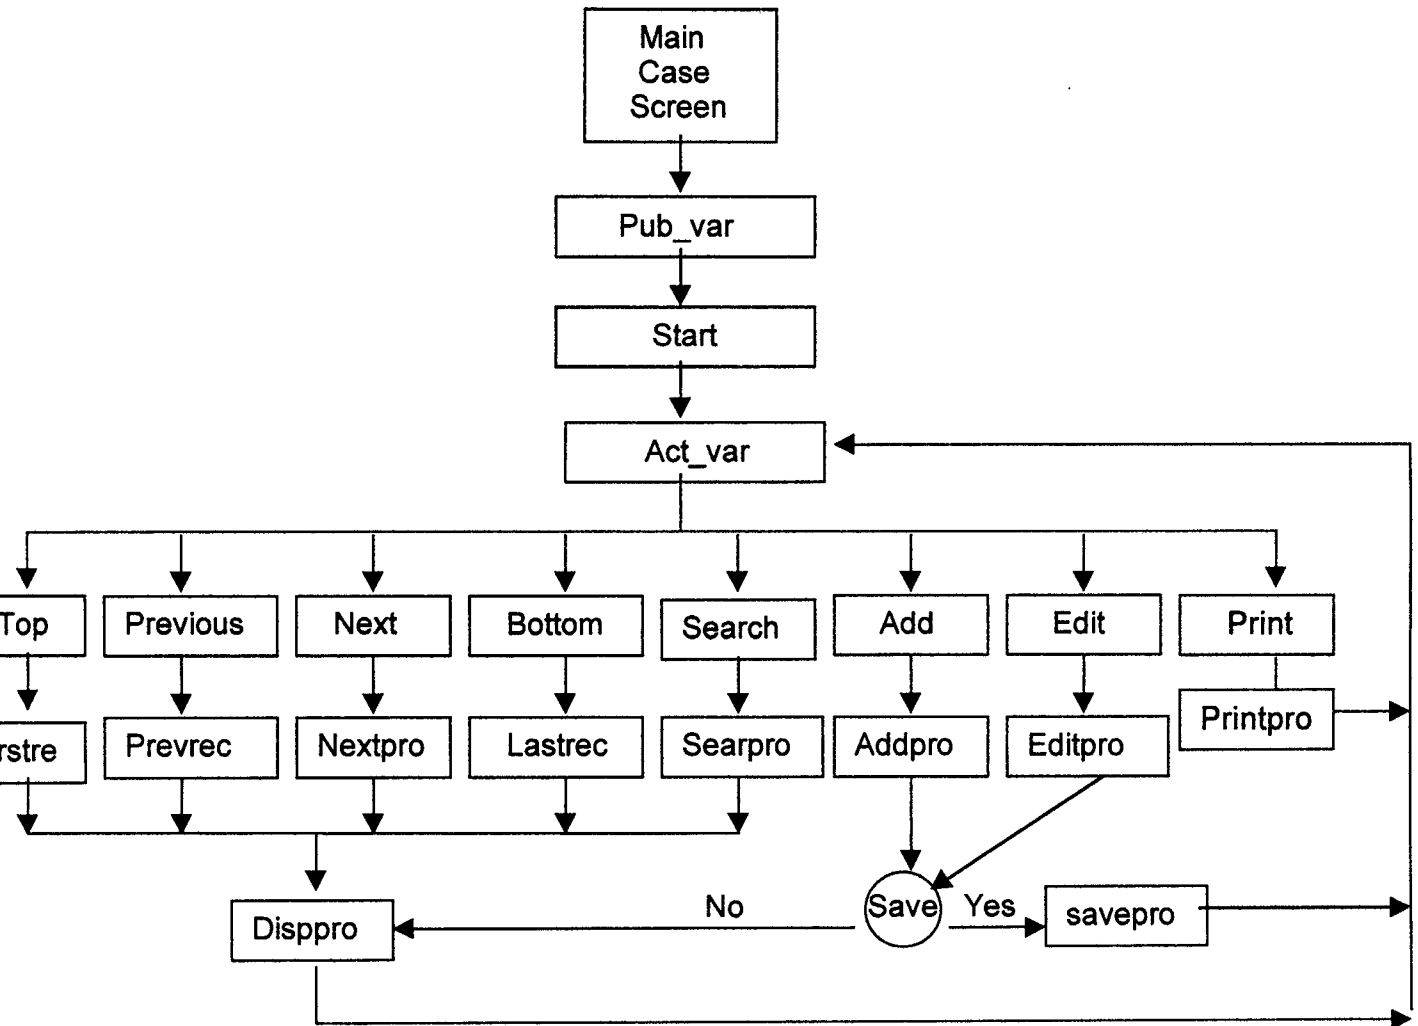 Main
Case
Screen
Pub_var
Start
Act_var
Top
Previous
Next
Bottom
Search
Add
Edit
Print
rstre
Prevrec
Nextpro
Lastrec
Searpro
Addpro
Editpro
Printpro
Disppro
No
Save
Yes
savepro